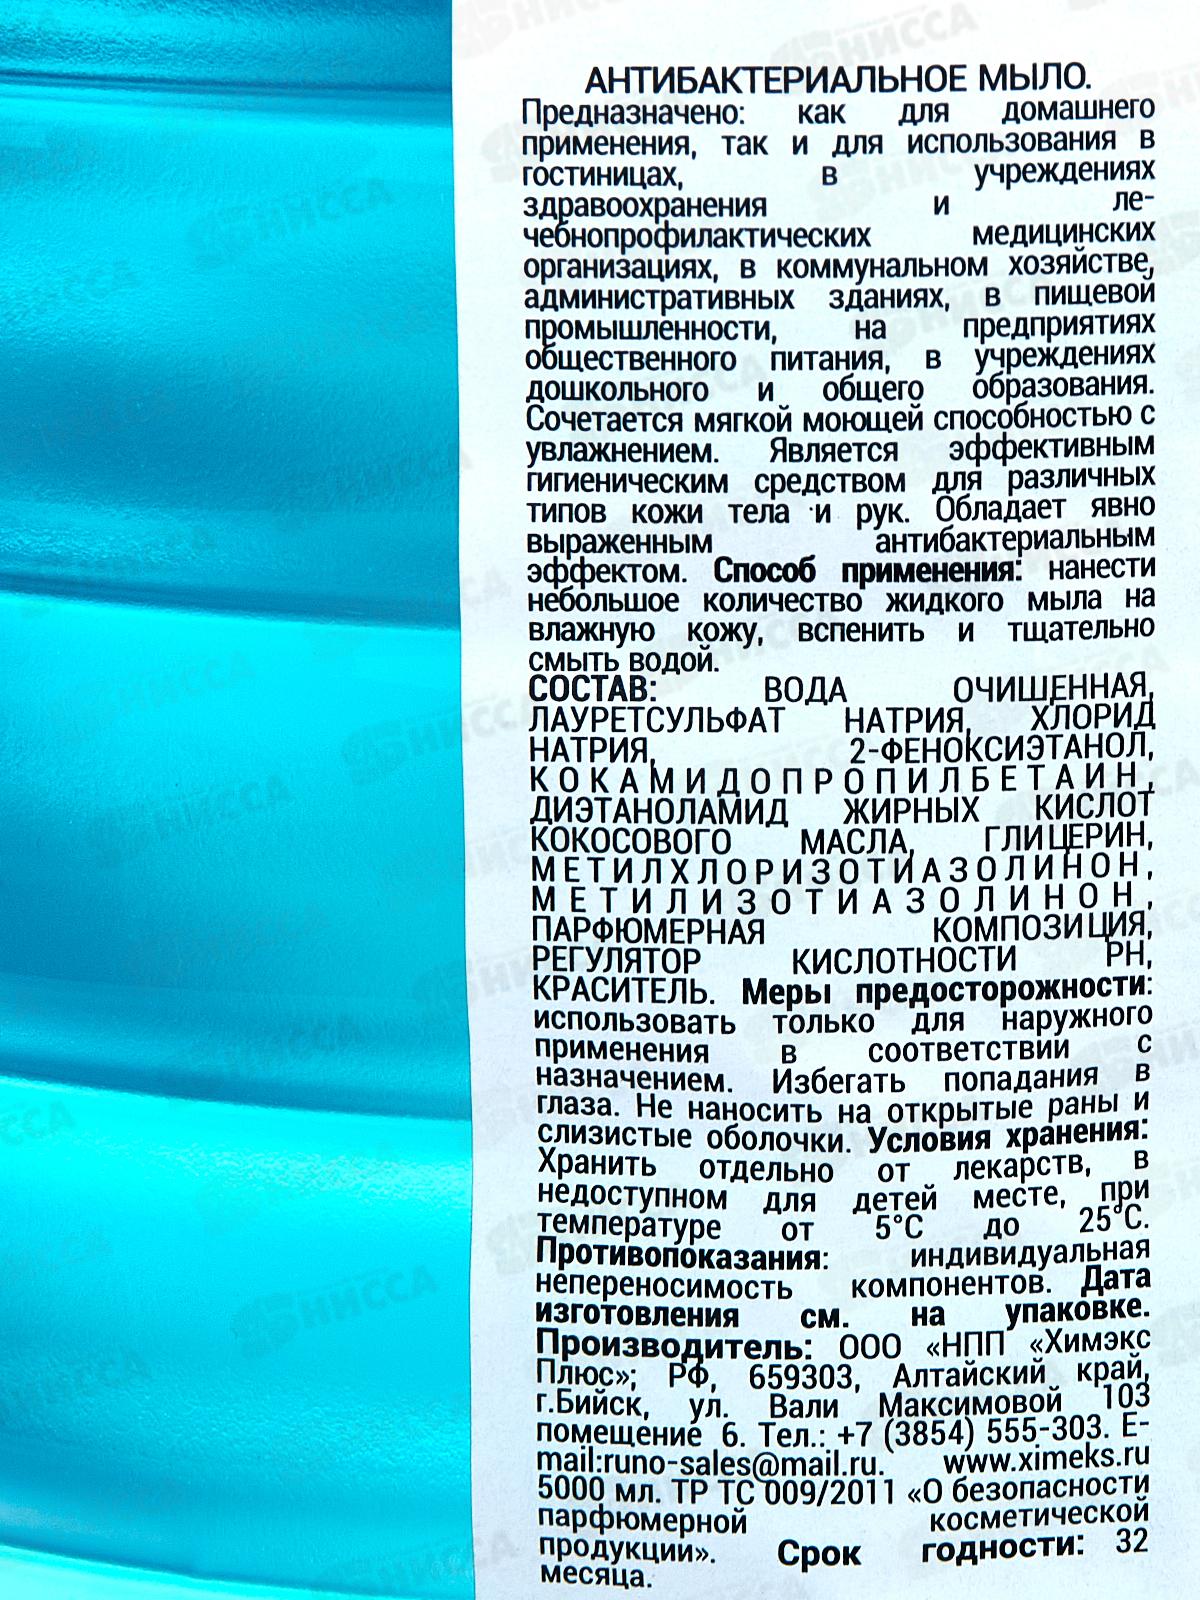 АНТИБАКТЕРИАЛЬНОЕ МЫЛО.
Предназначено: как для домашнего
применения, так и для использования в
гостиницах, в учреждениях
здравоохранения и ле-
чебнопрофилактических медицинских
организациях, в коммунальном хозяйстве,
административных зданиях, в пищевой
промышленности, на предприятиях
общественного питания, в учреждениях
дошкольного и общего образования.
Сочетается мягкой моющей способностью с
увлажнением. Является эффективным
гигиеническим средством для различных
типов кожи тела и рук. Обладает явно
выраженным антибактериальным
эффектом. Способ применения: нанести
небольшое количество жидкого мыла на
влажную кожу, вспенить и тщательно
смыть водой.
СОСТАВ: ВОДА ОЧИЩЕННАЯ,
ЛАУРЕТСУЛЬФАТ НАТРИЯ, ХЛОРИД
НАТРИЯ, 2-ФЕНОКСИЭТАНОЛ,
КОКАМИДОПРОПИЛБЕТАИН,
ДИЭТАНОЛАМИД ЖИРНЫХ КИСЛОТ
КОКОСОВОГО МАСЛА, ГЛИЦЕРИН,
МЕТИЛХЛОРИЗОТИАЗОЛИНОН,
МЕТИЛИЗОТИАЗОЛИНОН,
ПАРФЮМЕРНАЯ КОМПОЗИЦИЯ,
РЕГУЛЯТОР КИСЛОТНОСТИ PH,
КРАСИТЕЛЬ. Меры предосторожности:
использовать только для наружного
применения в соответствии с
назначением. Избегать попадания в
глаза. Не наносить на открытые раны и
слизистые оболочки. Условия хранения:
Хранить отдельно от лекарств, в
недоступном для детей месте, при
температуре от 5°С до 25°С.
Противопоказания: индивидуальная
непереносимость компонентов. Дата
изготовления см. на упаковке.
Производитель: ООО «НПП «Химэкс
Плюс»; РФ, 659303, Алтайский край,
г.Бийск, ул. Вали Максимовой 103
помещение 6. Тел.: +7 (3854) 555-303. E-
mail:runo-sales@mail.ru. www.ximeks.ru
5000 мл. ТР ТС 009/2011 «О безопасности
парфюмерной косметической
продукции». Срок годности: 32
месяца.